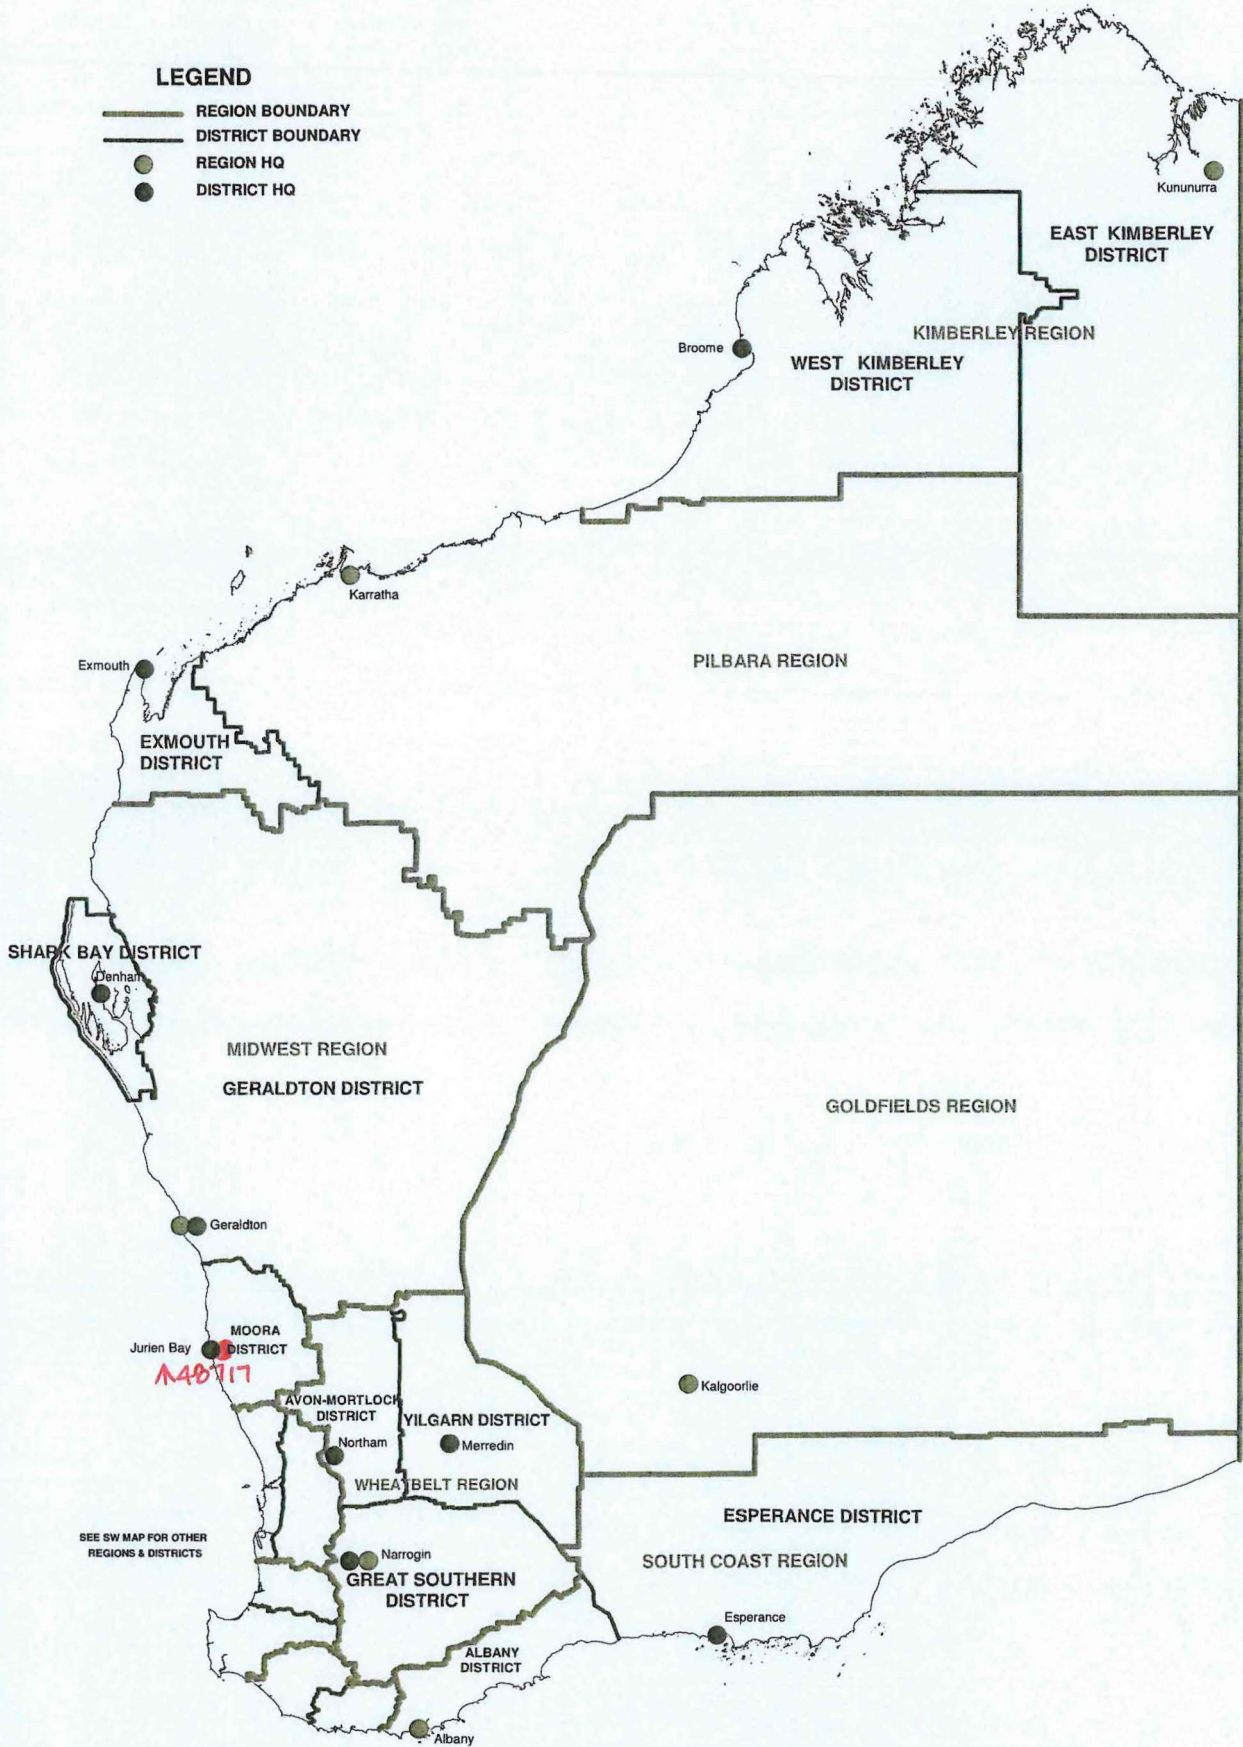 LEGEND
REGION BOUNDARY
DISTRICT BOUNDARY
REGION HQ
DISTRICT HQ
Kununurra
EAST KIMBERLEY
DISTRICT
KIMBERLEY REGION
Broome
WEST KIMBERLEY
DISTRICT
Karratha
Exmouth
PILBARA REGION
EXMOUTH
DISTRICT
SHARK BAY DISTRICT
Denham
MIDWEST REGION
GERALDTON DISTRICT
GOLDFIELDS REGION
Geraldton
Jurien Bay
MOORA
DISTRICT
A48717
Kalgoorlie
AVON-MORTLOCK
DISTRICT
YILGARN DISTRICT
Northam
Merredin
WHEATBELT REGION
ESPERANCE DISTRICT
SEE SW MAP FOR OTHER
REGIONS & DISTRICTS
SOUTH COAST REGION
Narrogin
GREAT SOUTHERN
DISTRICT
Esperance
ALBANY
DISTRICT
Albany